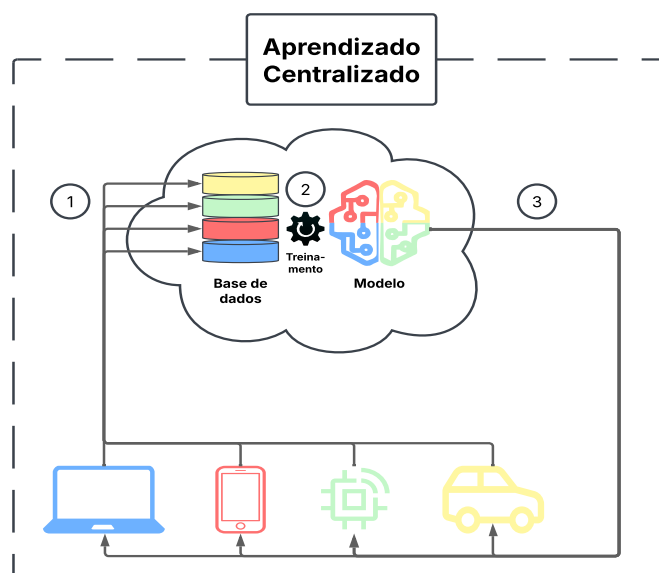 Aprendizado
Centralizado
1
2
3
Treina-
mento
Base de
dados
Modelo